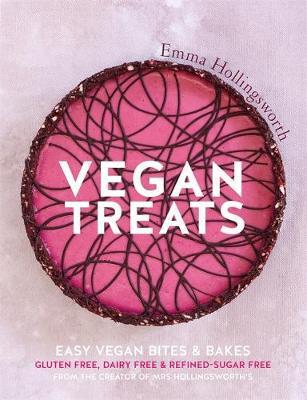 Emma Hollingsworth
VEGAN
TREATS
EASY VEGAN BITES & BAKES
GLUTEN FREE, DAIRY FREE & REFINED-SUGAR FREE
FROM THE CREATOR OF MRS HOLLINGSWORTH'S